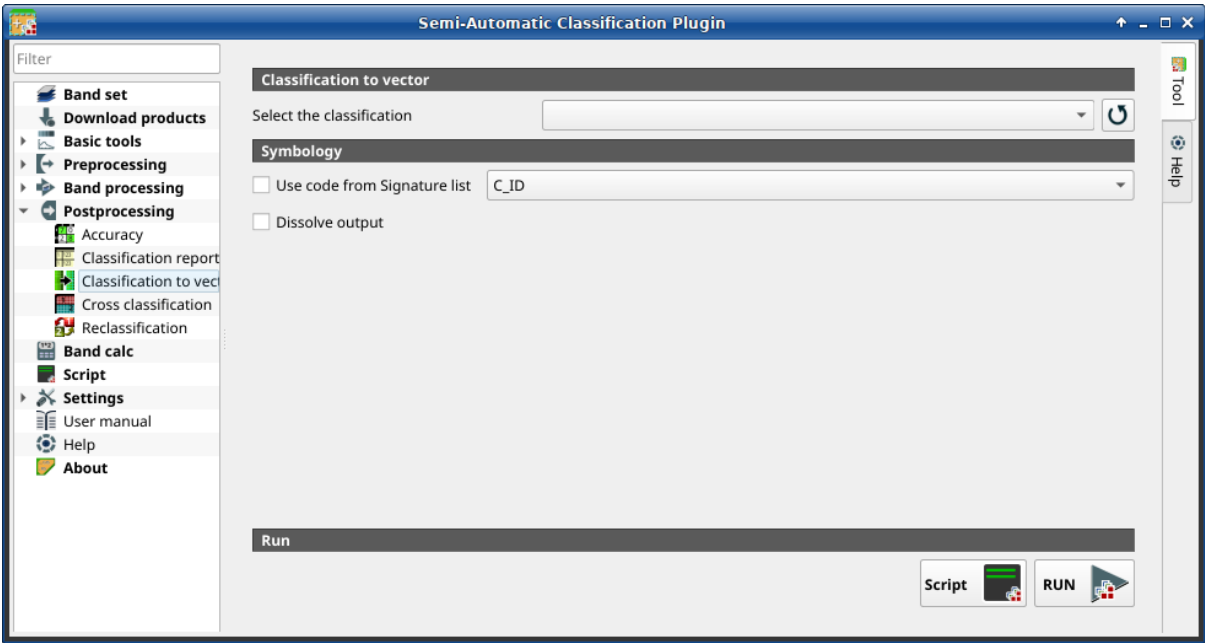 Semi-Automatic Classification Plugin
Filter
Band set
Download products
Basic tools
Preprocessing
Band processing
Postprocessing
Accuracy
Classification report
Classification to vect
Cross classification
Reclassification
Band calc
Script
Settings
User manual
Help
About
Classification to vector
Select the classification
Symbology
Use code from Signature list C_ID
Dissolve output
Run
Script RUN
Tool
Help